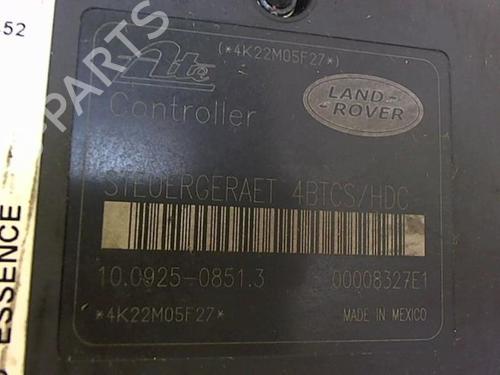 (*4K22M05F27*)
Ate
LAND-
ROVER
Controller
STEUERGERAET 4BTCS/HDC
10.0925-0851.3 00008327E1
*4K22M05F27* MADE IN MEXICO
52
ESSENCE
B-PARTS